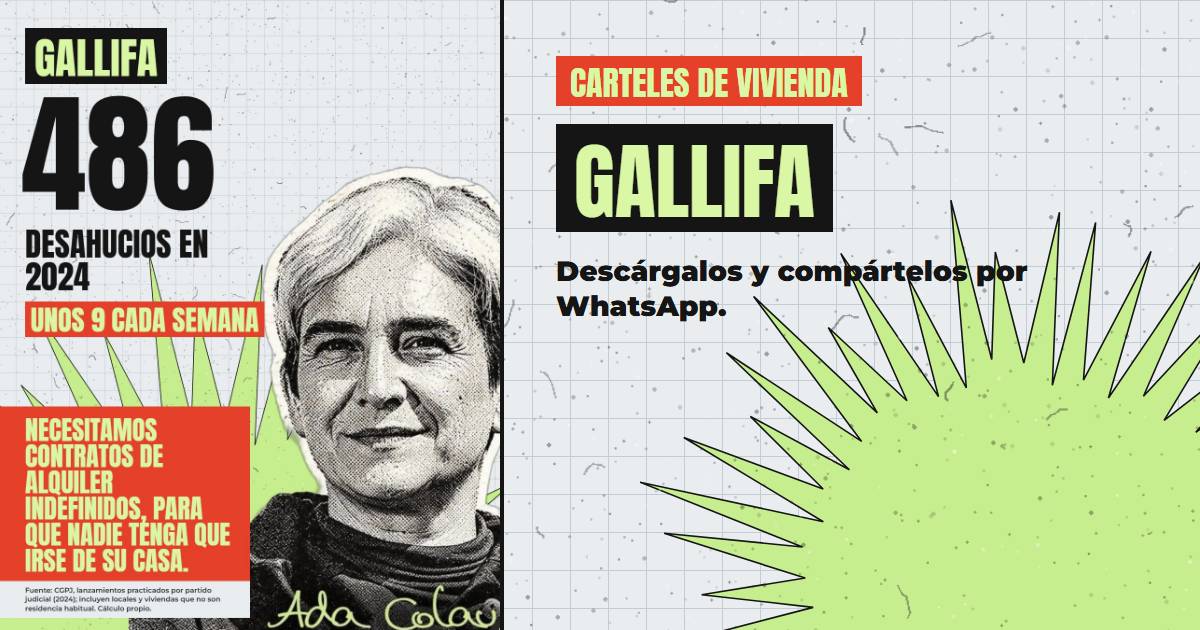 GALLIFA
486
DESAHUCIOS EN
2024
UNOS 9 CADA SEMANA
NECESITAMOS
CONTRATOS DE
ALQUILER
INDEFINIDOS, PARA
QUE NADIE TENGA QUE
IRSE DE SU CASA.
Fuente: CGPJ, lanzamientos practicados por partido
judicial (2024); incluyen locales y viviendas que no son
residencia habitual. Cálculo propio.
Ada Colau
CARTELES DE VIVIENDA
GALLIFA
Descárgalos y compártelos por
WhatsApp.